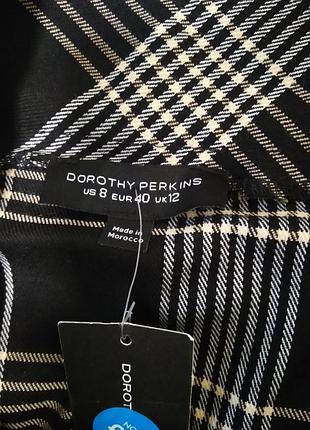 DOROTHY PERKINS
US 8 EUR 40 UK 12
Made in
Morocco
DOROT